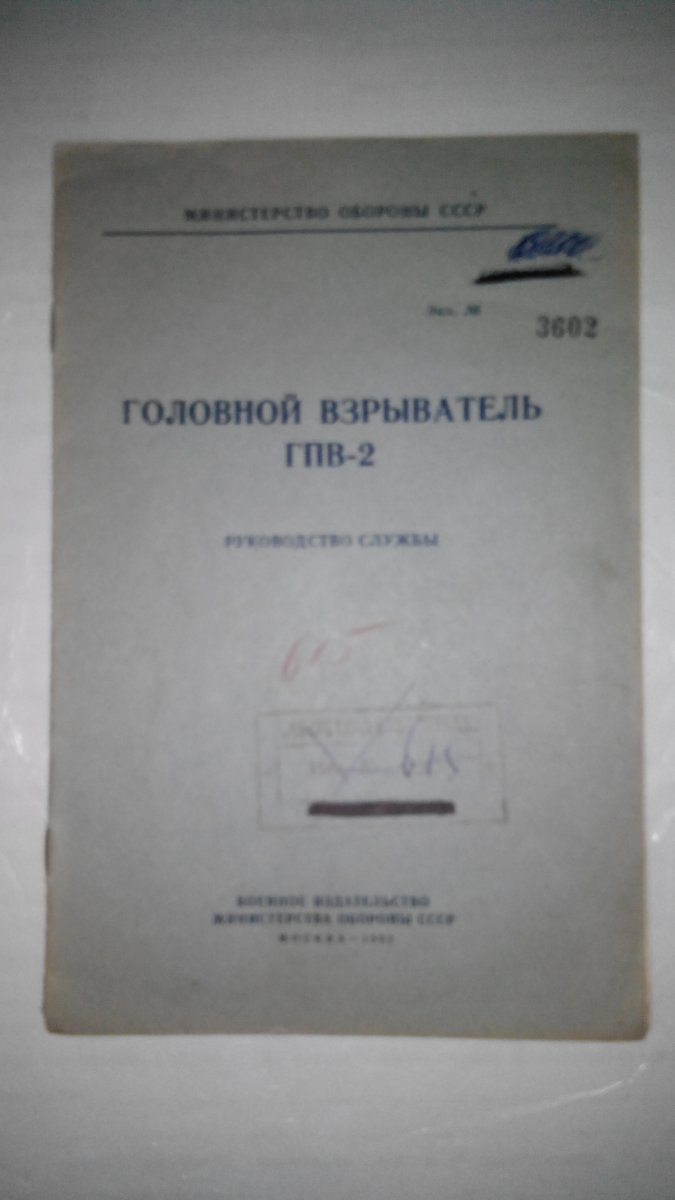 МИНИСТЕРСТВО ОБОРОНЫ СССР
Экз. №
3602
ГОЛОВНОЙ ВЗРЫВАТЕЛЬ
ГПВ-2
РУКОВОДСТВО СЛУЖБЫ
615
615
ВОЕННОЕ ИЗДАТЕЛЬСТВО
МИНИСТЕРСТВА ОБОРОНЫ СССР
МОСКВА —